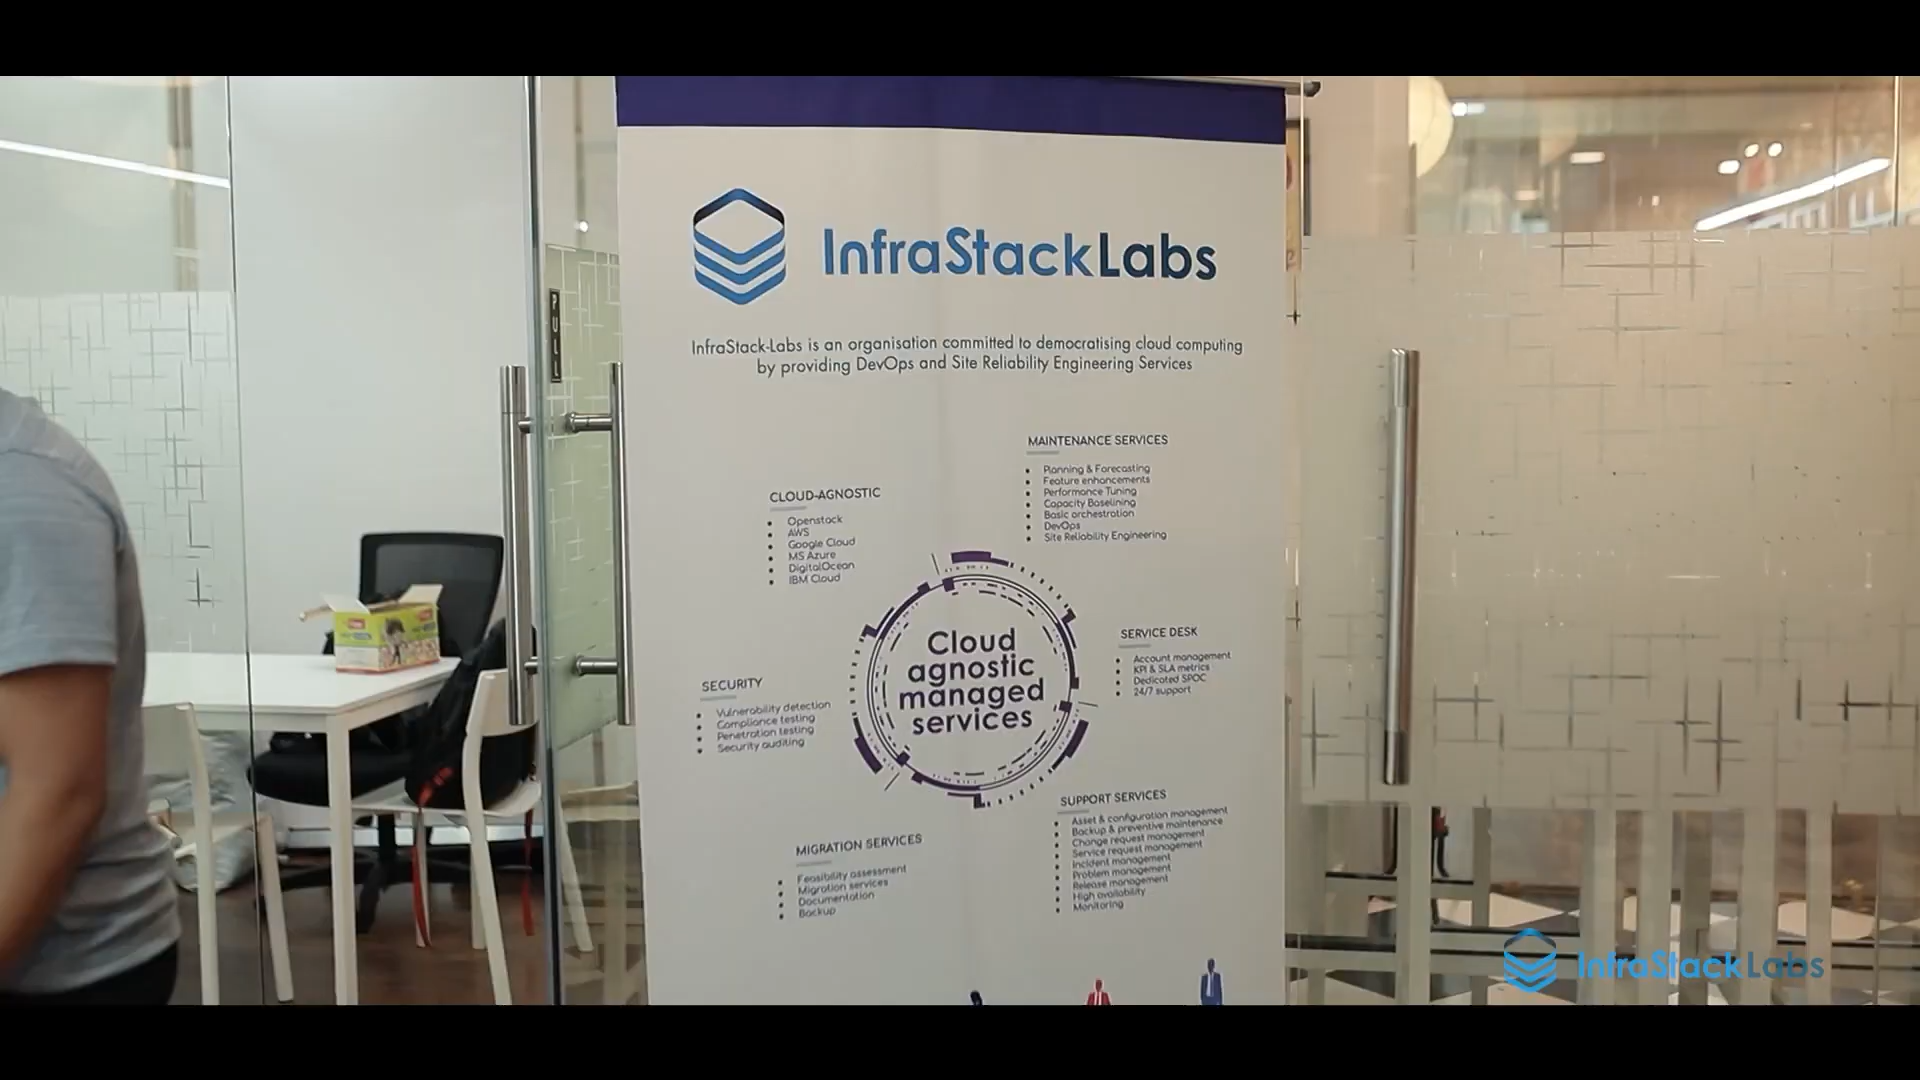 InfraStackLabs
InfraStack-Labs is an organisation committed to democratising cloud computing
by providing DevOps and Site Reliability Engineering Services
MAINTENANCE SERVICES
Planning & Forecasting
Feature enhancements
Performance Tuning
Capacity Baselining
Basic orchestration
DevOps
Site Reliability Engineering
CLOUD-AGNOSTIC
Openstack
AWS
Google Cloud
MS Azure
DigitalOcean
IBM Cloud
Cloud
agnostic
managed
services
SERVICE DESK
Account management
KPI & SLA metrics
Dedicated SPOC
24/7 support
SECURITY
Vulnerability detection
Compliance testing
Penetration testing
Security auditing
SUPPORT SERVICES
Asset & configuration management
Backup & preventive maintenance
Change request management
Service request management
Incident management
Problem management
Release management
High availability
Monitoring
MIGRATION SERVICES
Feasibility assessment
Migration services
Documentation
Backup
PULL
InfraStackLabs